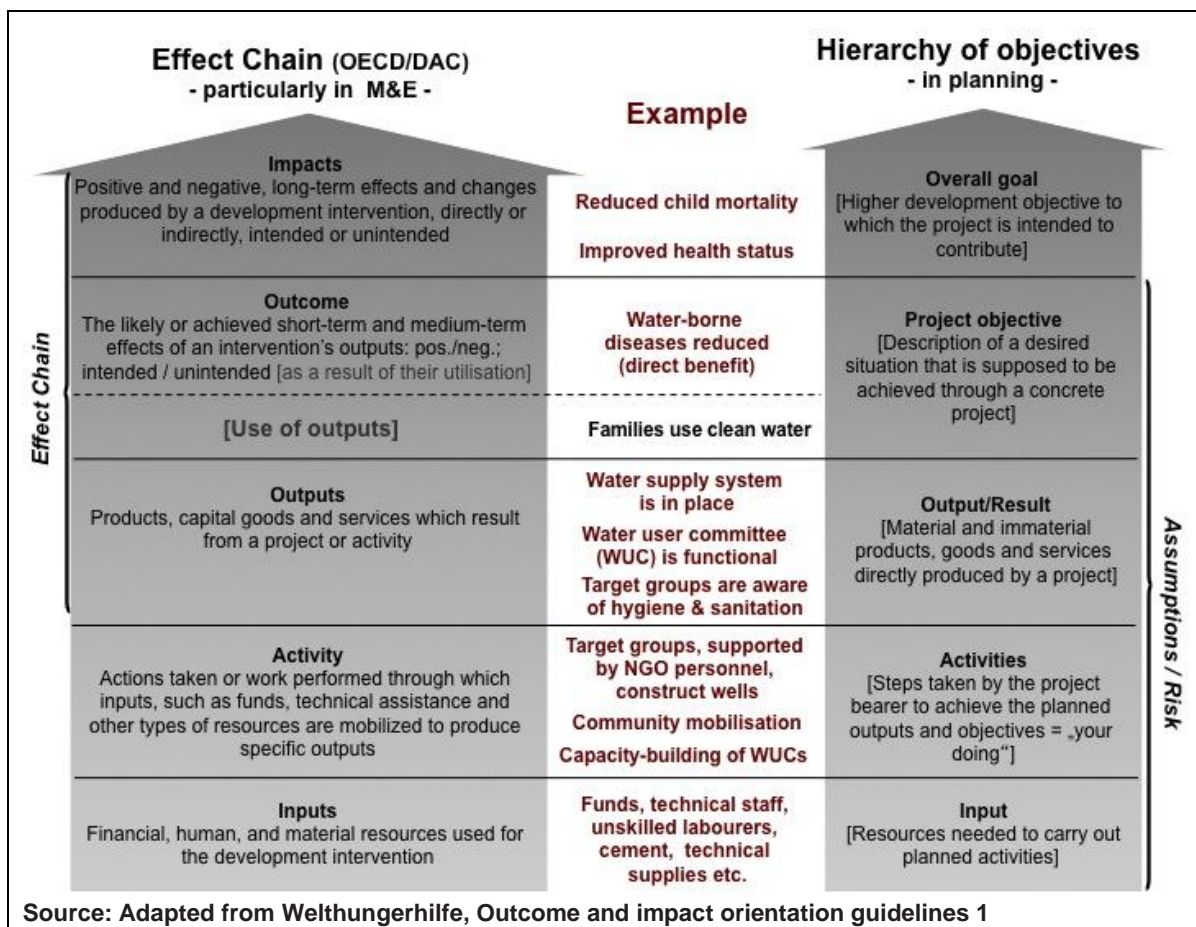 Effect Chain (OECD/DAC)
- particularly in M&E -
Example
Hierarchy of objectives
- in planning -
Effect Chain
Impacts
Positive and negative, long-term effects and changes
produced by a development intervention, directly or
indirectly, intended or unintended
Reduced child mortality
Improved health status
Overall goal
[Higher development objective to
which the project is intended to
contribute]
Outcome
The likely or achieved short-term and medium-term
effects of an intervention's outputs: pos./neg.;
intended / unintended [as a result of their utilisation]
Water-borne
diseases reduced
(direct benefit)
Project objective
[Description of a desired
situation that is supposed to be
achieved through a concrete
project]
[Use of outputs]
Families use clean water
Outputs
Products, capital goods and services which result
from a project or activity
Water supply system
is in place
Water user committee
(WUC) is functional
Target groups are aware
of hygiene & sanitation
Output/Result
[Material and immaterial
products, goods and services
directly produced by a project]
Activity
Actions taken or work performed through which
inputs, such as funds, technical assistance and
other types of resources are mobilized to produce
specific outputs
Target groups, supported
by NGO personnel,
construct wells
Community mobilisation
Capacity-building of WUCs
Activities
[Steps taken by the project
bearer to achieve the planned
outputs and objectives = „your
doing“]
Inputs
Financial, human, and material resources used for
the development intervention
Funds, technical staff,
unskilled labourers,
cement, technical
supplies etc.
Input
[Resources needed to carry out
planned activities]
Assumptions / Risk
Source: Adapted from Welthungerhilfe, Outcome and impact orientation guidelines 1